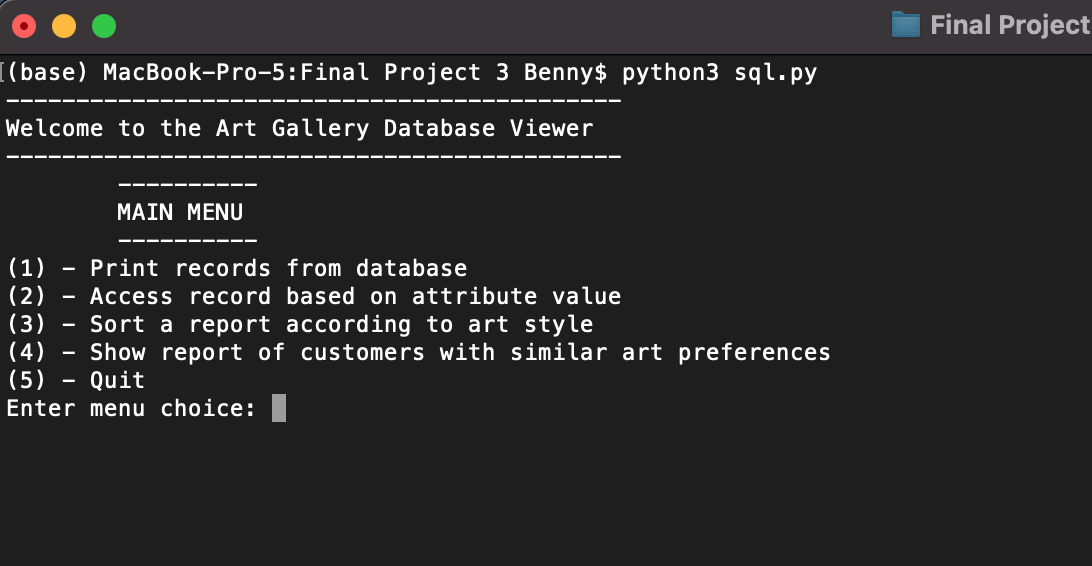 Final Project
(base) MacBook-Pro-5:Final Project 3 Benny$ python3 sql.py
--------------------------------------------
Welcome to the Art Gallery Database Viewer
--------------------------------------------
        ----------
        MAIN MENU
        ----------
(1) - Print records from database
(2) - Access record based on attribute value
(3) - Sort a report according to art style
(4) - Show report of customers with similar art preferences
(5) - Quit
Enter menu choice: